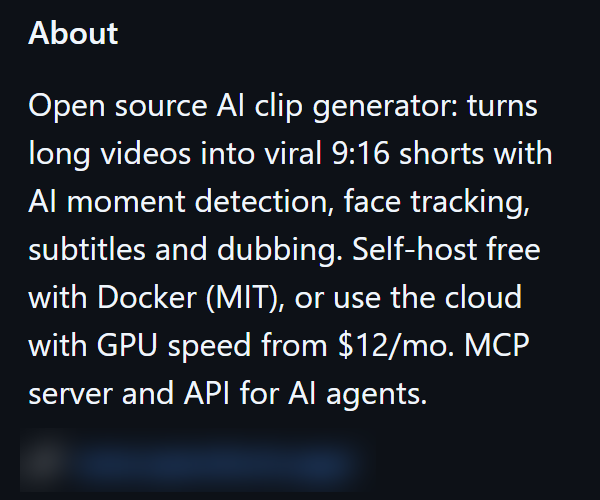 About
Open source AI clip generator: turns
long videos into viral 9:16 shorts with
AI moment detection, face tracking,
subtitles and dubbing. Self-host free
with Docker (MIT), or use the cloud
with GPU speed from $12/mo. MCP
server and API for AI agents.